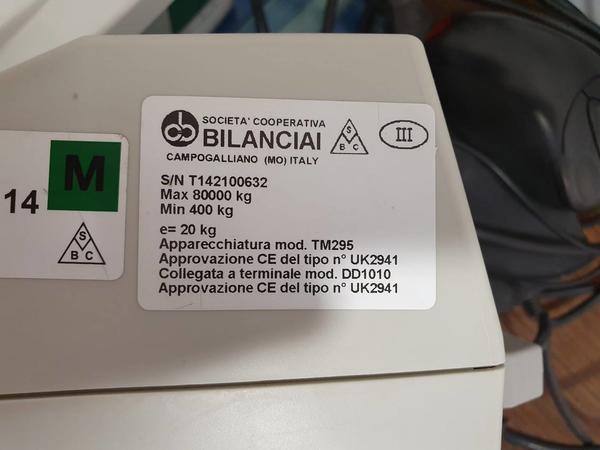 SOCIETA' COOPERATIVA
BILANCIAI
CAMPOGALLIANO (MO) ITALY
cb
S
B C
III
S/N T142100632
Max 80000 kg
Min 400 kg
e= 20 kg
Apparecchiatura mod. TM295
Approvazione CE del tipo n° UK2941
Collegata a terminale mod. DD1010
Approvazione CE del tipo n° UK2941
14
M
S
B C